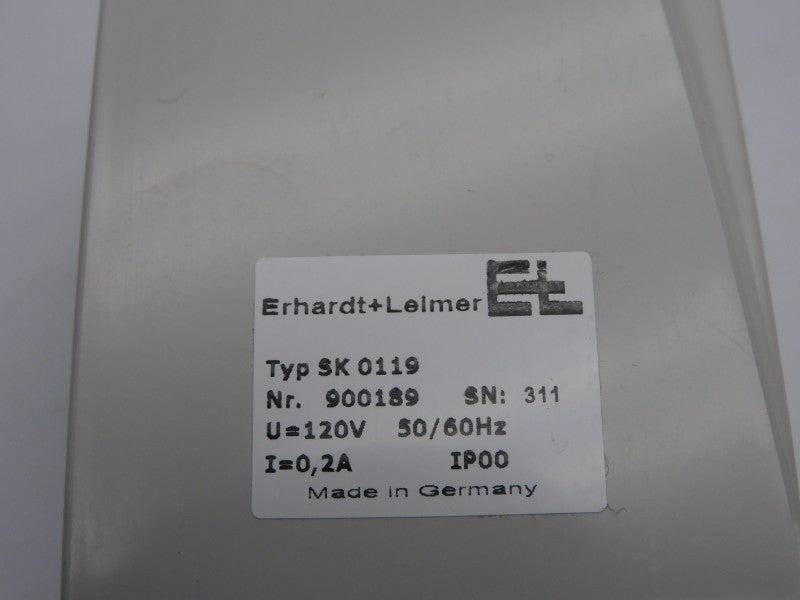 Erhardt+Leimer E+L
Typ SK 0119
Nr. 900189 SN: 311
U=120V 50/60Hz
I=0,2A IP00
Made in Germany